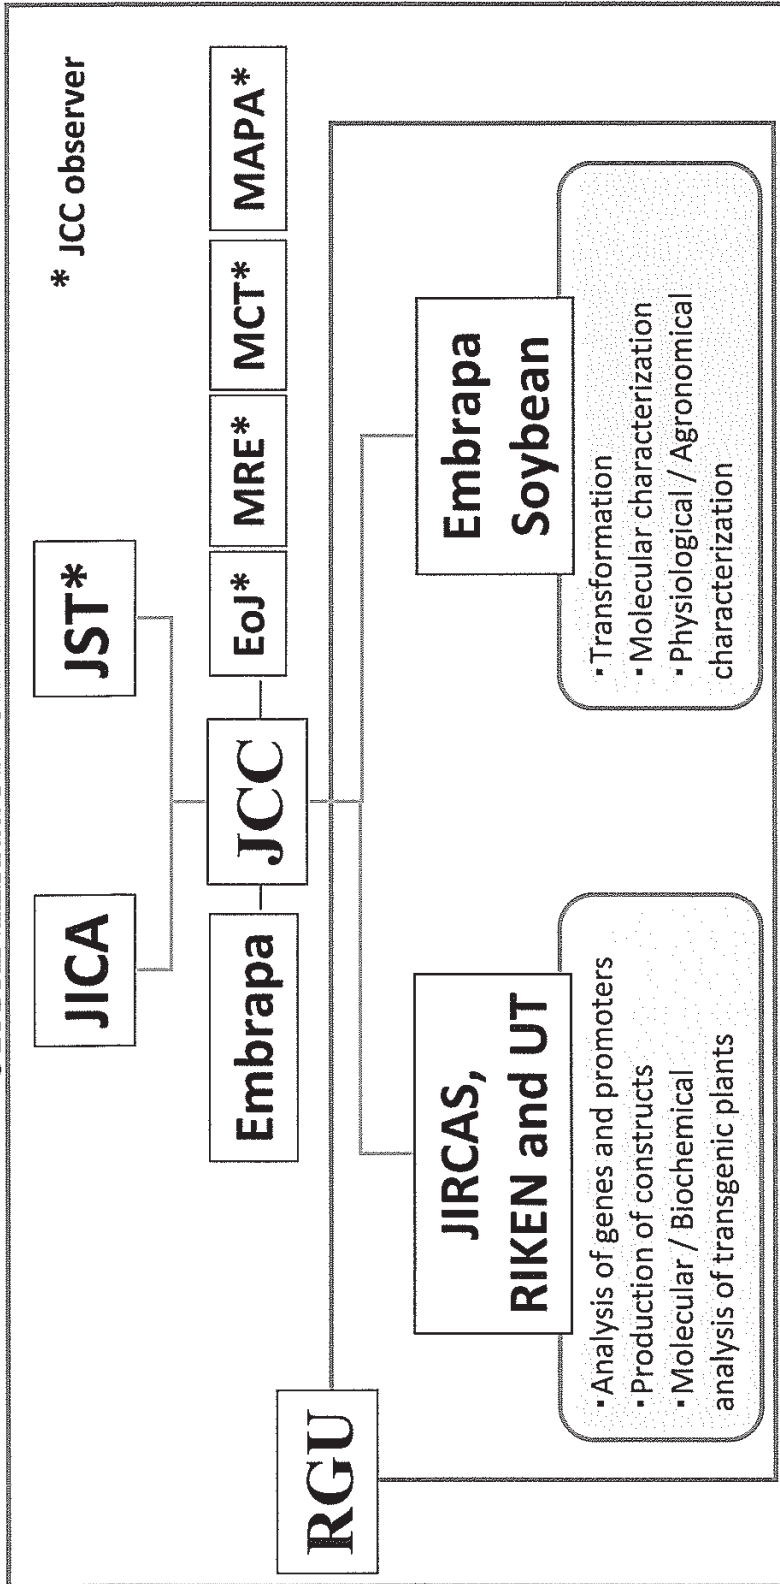 JICA
JST*
* JCC observer
Embrapa
JCC
EoJ*
MRE*
MCT*
MAPA*
RGU
JIRCAS,
RIKEN and UT
・Analysis of genes and promoters
・Production of constructs
・Molecular / Biochemical
analysis of transgenic plants
Embrapa
Soybean
・Transformation
・Molecular characterization
・Physiological / Agronomical
characterization